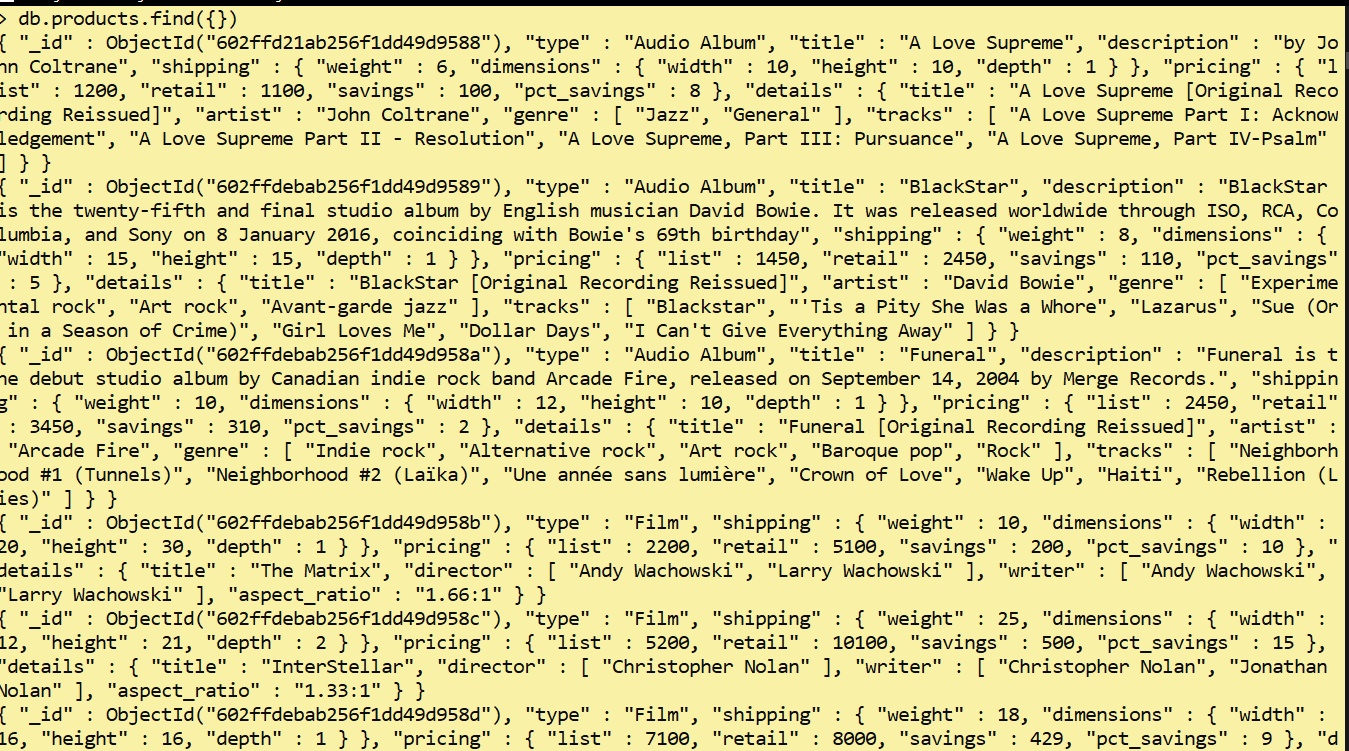 > db.products.find({})
{ "_id" : ObjectId("602ffd21ab256f1dd49d9588"), "type" : "Audio Album", "title" : "A Love Supreme", "description" : "by Jo
hn Coltrane", "shipping" : { "weight" : 6, "dimensions" : { "width" : 10, "height" : 10, "depth" : 1 } }, "pricing" : { "l
ist" : 1200, "retail" : 1100, "savings" : 100, "pct_savings" : 8 }, "details" : { "title" : "A Love Supreme [Original Reco
rding Reissued]", "artist" : "John Coltrane", "genre" : [ "Jazz", "General" ], "tracks" : [ "A Love Supreme Part I: Acknow
ledgement", "A Love Supreme Part II - Resolution", "A Love Supreme, Part III: Pursuance", "A Love Supreme, Part IV-Psalm"
] } }
{ "_id" : ObjectId("602ffdebab256f1dd49d9589"), "type" : "Audio Album", "title" : "BlackStar", "description" : "BlackStar
is the twenty-fifth and final studio album by English musician David Bowie. It was released worldwide through ISO, RCA, Co
lumbia, and Sony on 8 January 2016, coinciding with Bowie's 69th birthday", "shipping" : { "weight" : 8, "dimensions" : {
"width" : 15, "height" : 15, "depth" : 1 } }, "pricing" : { "list" : 1450, "retail" : 2450, "savings" : 110, "pct_savings"
: 5 }, "details" : { "title" : "BlackStar [Original Recording Reissued]", "artist" : "David Bowie", "genre" : [ "Experime
ntal rock", "Art rock", "Avant-garde jazz" ], "tracks" : [ "Blackstar", "'Tis a Pity She Was a Whore", "Lazarus", "Sue (Or
in a Season of Crime)", "Girl Loves Me", "Dollar Days", "I Can't Give Everything Away" ] } }
{ "_id" : ObjectId("602ffdebab256f1dd49d958a"), "type" : "Audio Album", "title" : "Funeral", "description" : "Funeral is t
he debut studio album by Canadian indie rock band Arcade Fire, released on September 14, 2004 by Merge Records.", "shippin
g" : { "weight" : 10, "dimensions" : { "width" : 12, "height" : 10, "depth" : 1 } }, "pricing" : { "list" : 2450, "retail"
: 3450, "savings" : 310, "pct_savings" : 2 }, "details" : { "title" : "Funeral [Original Recording Reissued]", "artist" :
"Arcade Fire", "genre" : [ "Indie rock", "Alternative rock", "Art rock", "Baroque pop", "Rock" ], "tracks" : [ "Neighborh
ood #1 (Tunnels)", "Neighborhood #2 (Laïka)", "Une année sans lumière", "Crown of Love", "Wake Up", "Haiti", "Rebellion (L
ies)" ] } }
{ "_id" : ObjectId("602ffdebab256f1dd49d958b"), "type" : "Film", "shipping" : { "weight" : 10, "dimensions" : { "width" :
20, "height" : 30, "depth" : 1 } }, "pricing" : { "list" : 2200, "retail" : 5100, "savings" : 200, "pct_savings" : 10 }, "
details" : { "title" : "The Matrix", "director" : [ "Andy Wachowski", "Larry Wachowski" ], "writer" : [ "Andy Wachowski",
"Larry Wachowski" ], "aspect_ratio" : "1.66:1" } }
{ "_id" : ObjectId("602ffdebab256f1dd49d958c"), "type" : "Film", "shipping" : { "weight" : 25, "dimensions" : { "width" :
12, "height" : 21, "depth" : 2 } }, "pricing" : { "list" : 5200, "retail" : 10100, "savings" : 500, "pct_savings" : 15 },
"details" : { "title" : "InterStellar", "director" : [ "Christopher Nolan" ], "writer" : [ "Christopher Nolan", "Jonathan
Nolan" ], "aspect_ratio" : "1.33:1" } }
{ "_id" : ObjectId("602ffdebab256f1dd49d958d"), "type" : "Film", "shipping" : { "weight" : 18, "dimensions" : { "width" :
16, "height" : 16, "depth" : 1 } }, "pricing" : { "list" : 7100, "retail" : 8000, "savings" : 429, "pct_savings" : 9 }, "d